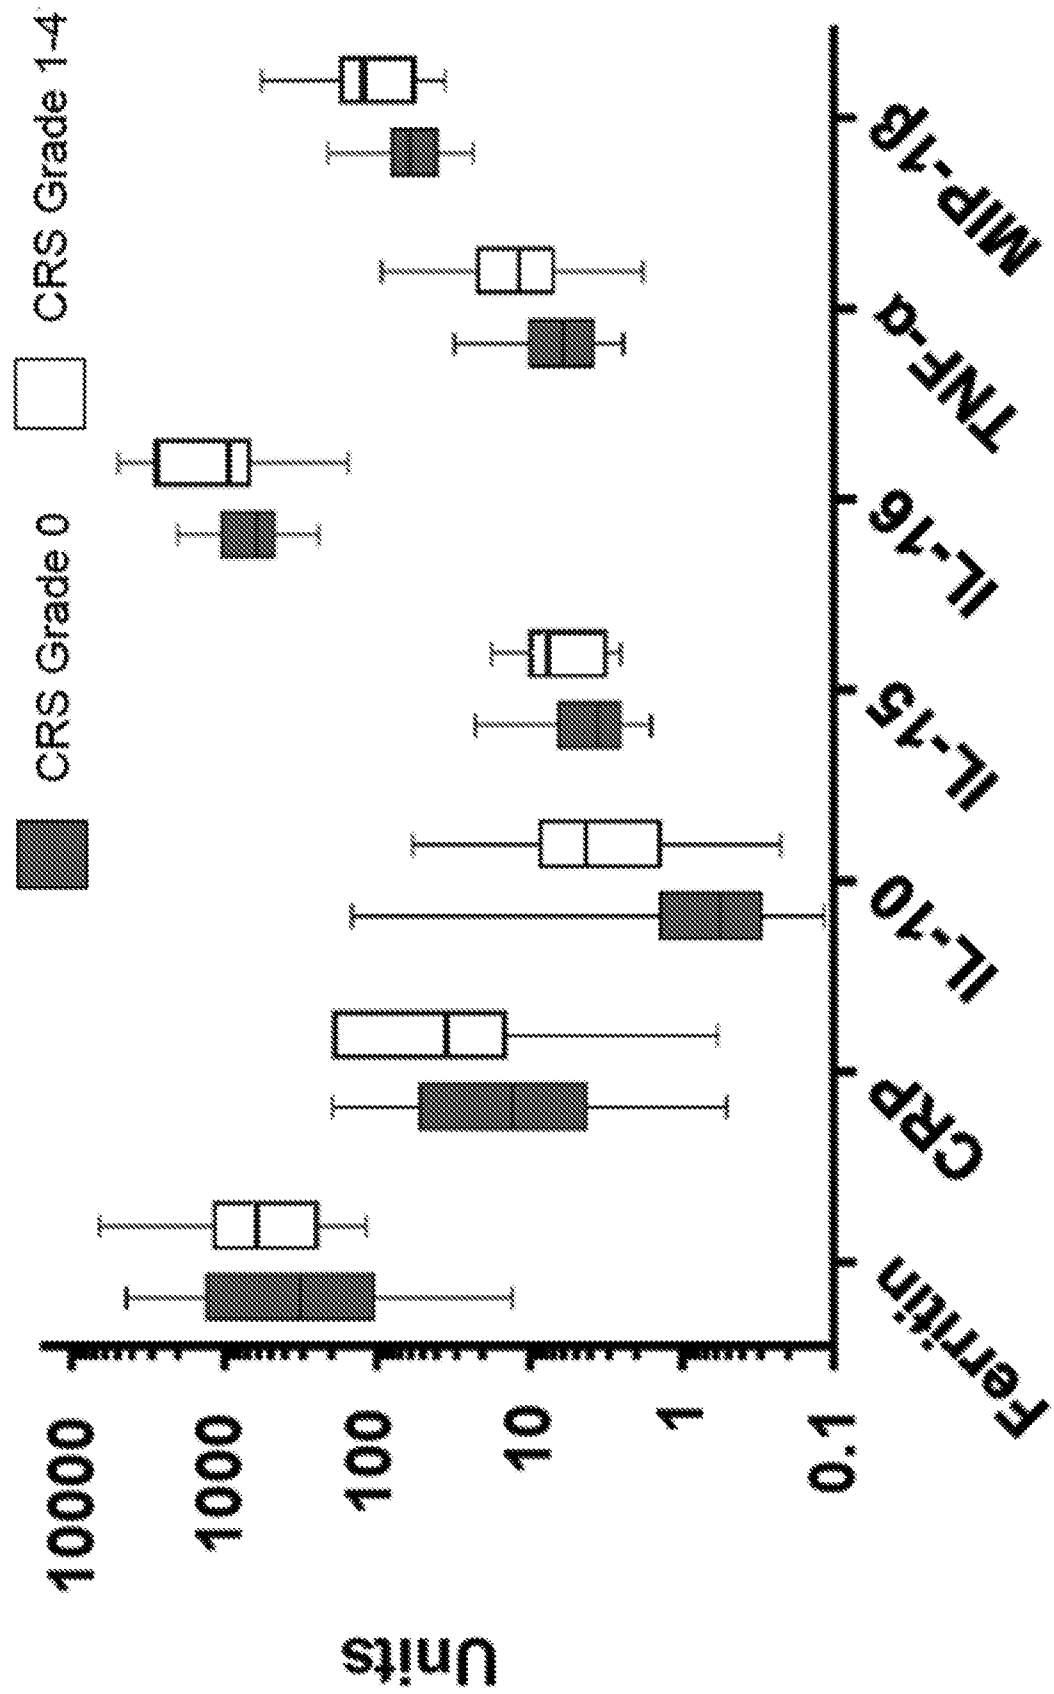 CRS Grade 0
CRS Grade 1-4
Units
10000
1000
100
10
1
0.1
Ferritin
CRP
IL-10
IL-15
IL-16
TNF-α
MIP-1β